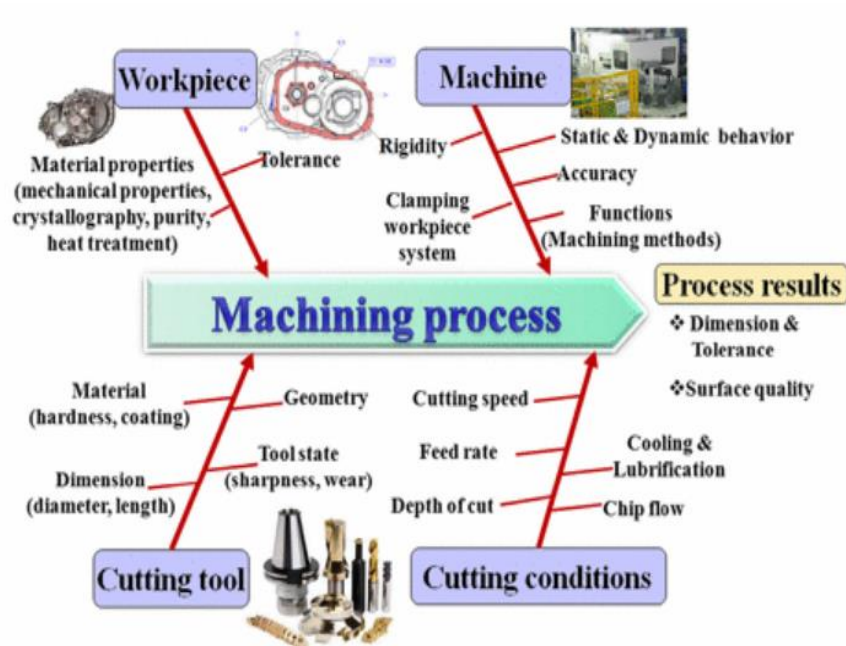 Workpiece
Machine
Material properties
(mechanical properties,
crystallography, purity,
heat treatment)
Tolerance
Rigidity
Static & Dynamic behavior
Accuracy
Clamping
workpiece
system
Functions
(Machining methods)
Machining process
Process results
❖ Dimension &
Tolerance
❖Surface quality
Material
(hardness, coating)
Geometry
Dimension
(diameter, length)
Tool state
(sharpness, wear)
Cutting speed
Feed rate
Depth of cut
Cooling &
Lubrification
Chip flow
Cutting tool
Cutting conditions